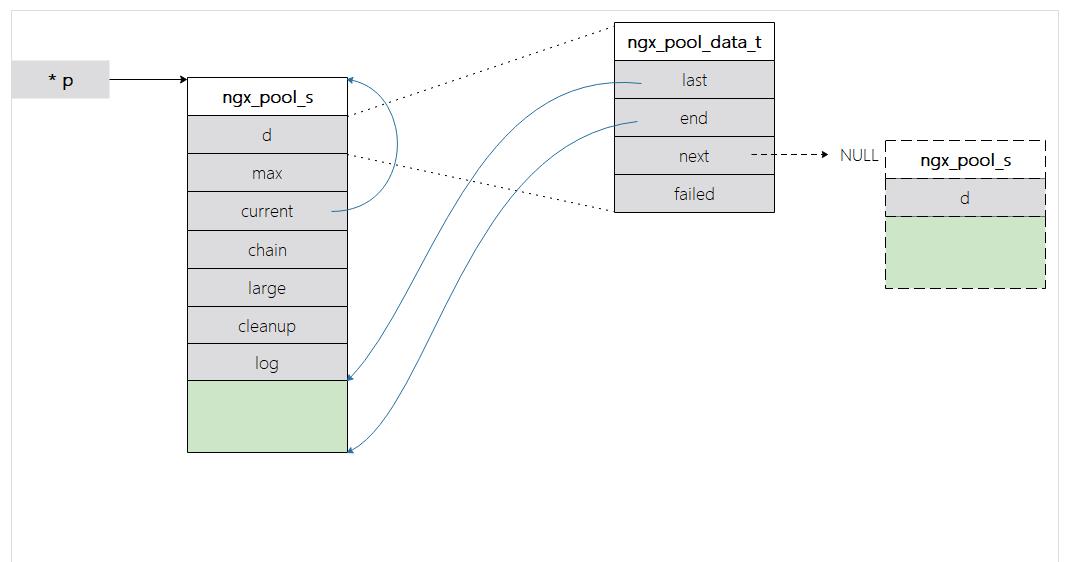 * p
ngx_pool_s
d
max
current
chain
large
cleanup
log
ngx_pool_data_t
last
end
next
failed
NULL
ngx_pool_s
d